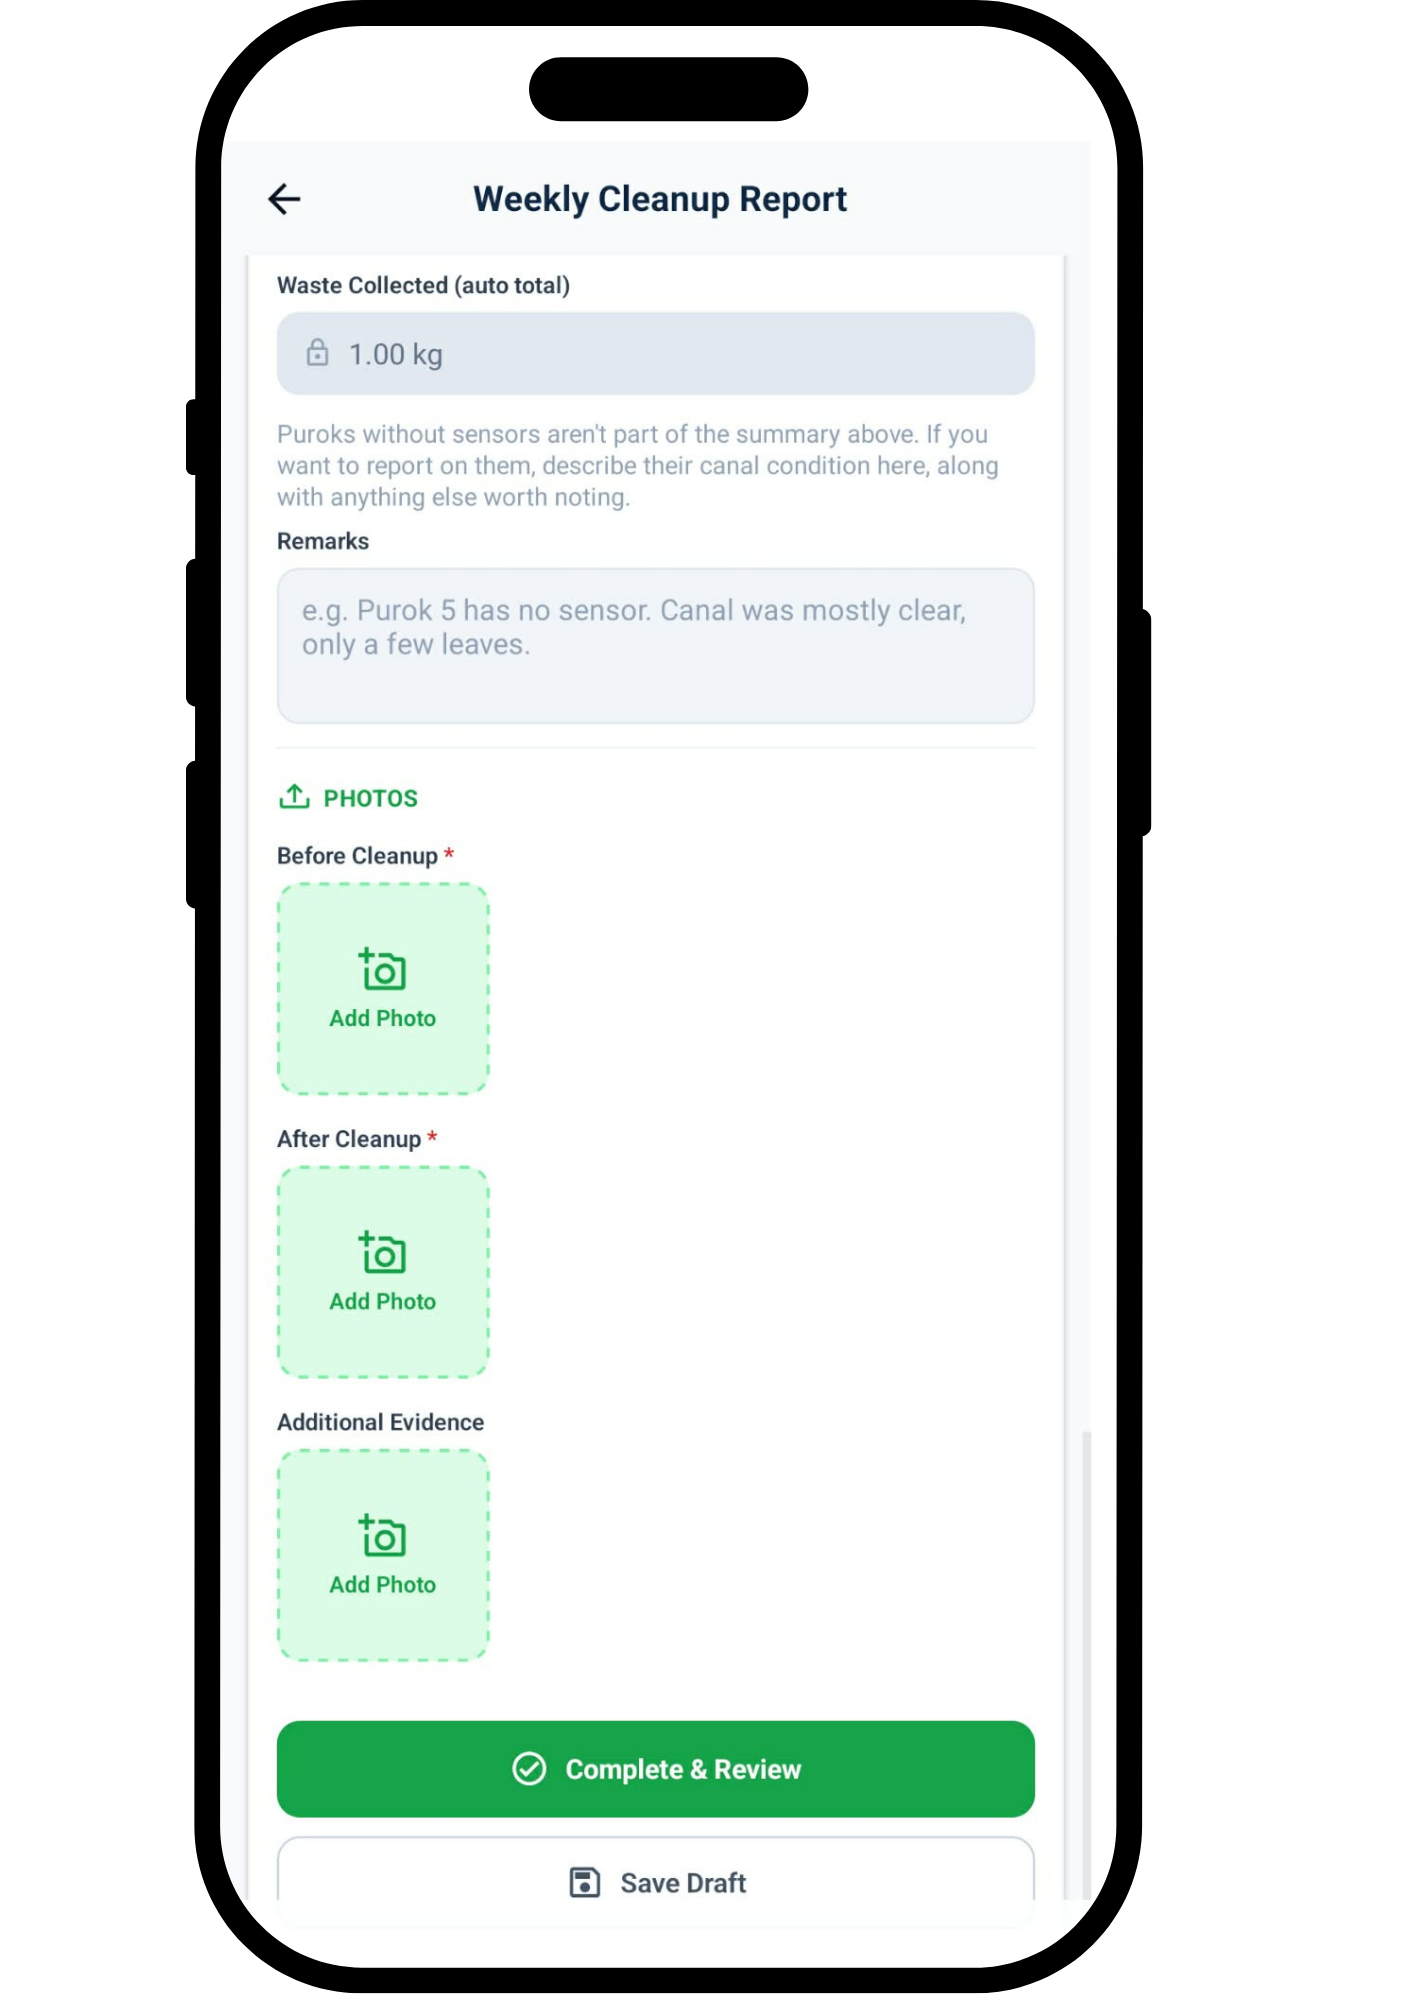 Weekly Cleanup Report
Waste Collected (auto total)
1.00 kg
Puroks without sensors aren't part of the summary above. If you
want to report on them, describe their canal condition here, along
with anything else worth noting.
Remarks
e.g. Purok 5 has no sensor. Canal was mostly clear,
only a few leaves.
PHOTOS
Before Cleanup *
Add Photo
After Cleanup *
Add Photo
Additional Evidence
Add Photo
Complete & Review
Save Draft